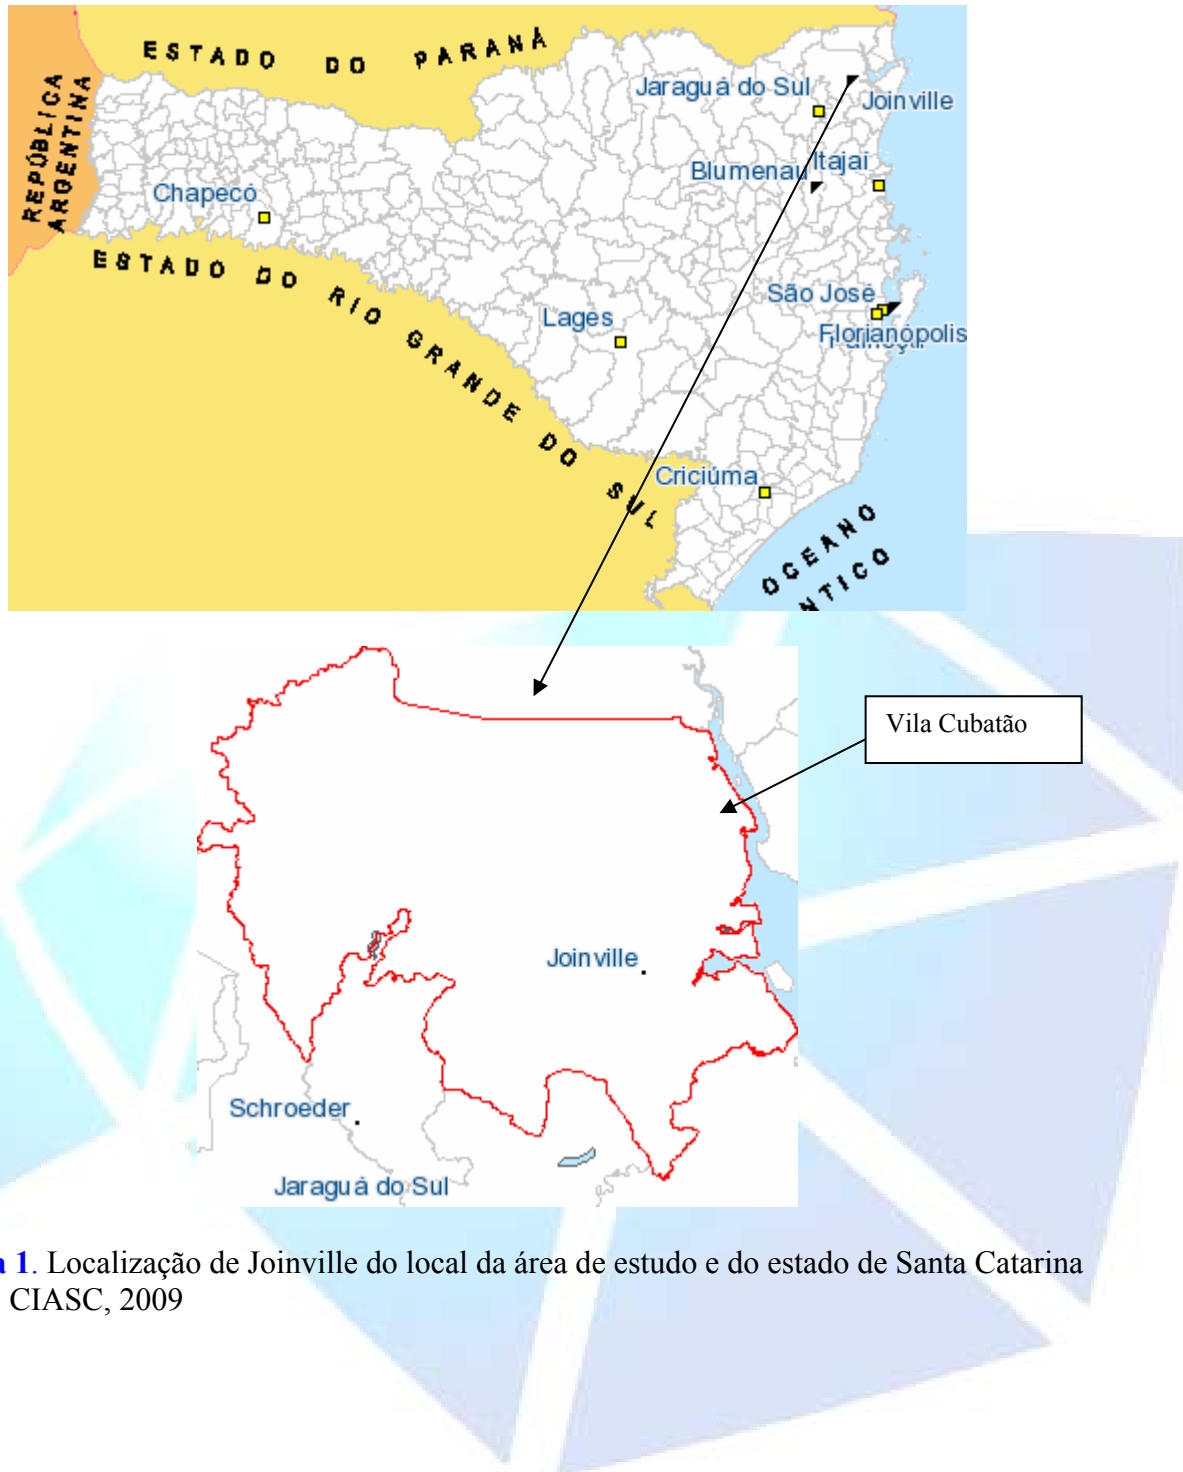 ESTADO DO PARANÁ
REPÚBLICA
ARGENTINA
Jaraguá do Sul
Joinville
Blumenau
Itajaí
Chapecó
ESTADO DO RIO GRANDE DO SUL
São José
Lages
Florianópolis
Criciúma
OCEANO
NTICO
Vila Cubatão
Joinville
Schroeder
Jaraguá do Sul
a 1. Localização de Joinville do local da área de estudo e do estado de Santa Catarina
CIASC, 2009